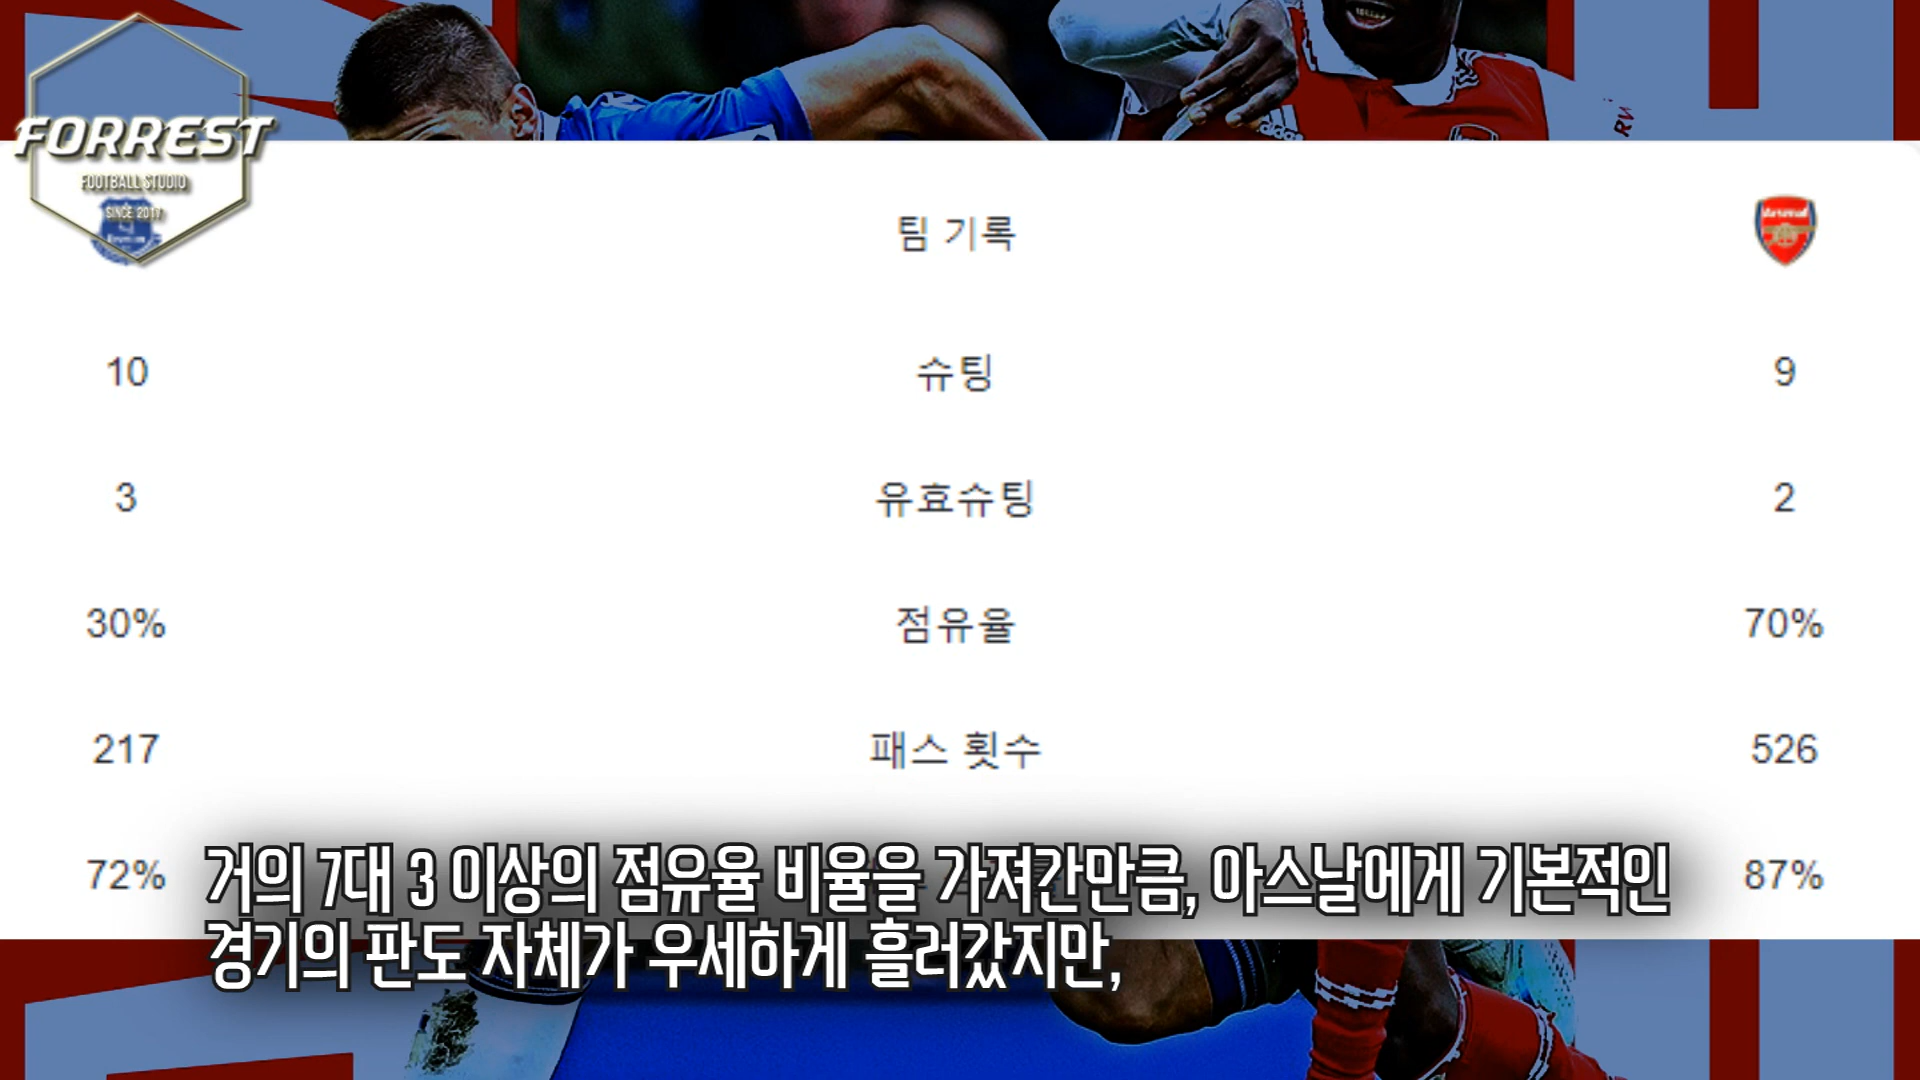 FORREST
FOOTBALL STUDIO
SINCE 2017
팀 기록
Arsenal
10 슈팅 9
3 유효슈팅 2
30% 점유율 70%
217 패스 횟수 526
72% 87%
거의 7대 3 이상의 점유율 비율을 가져간만큼, 아스날에게 기본적인
경기의 판도 자체가 우세하게 흘러갔지만,